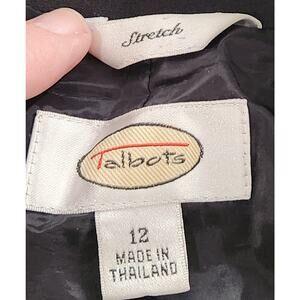 Stretch
Talbots
12
MADE IN
THAILAND